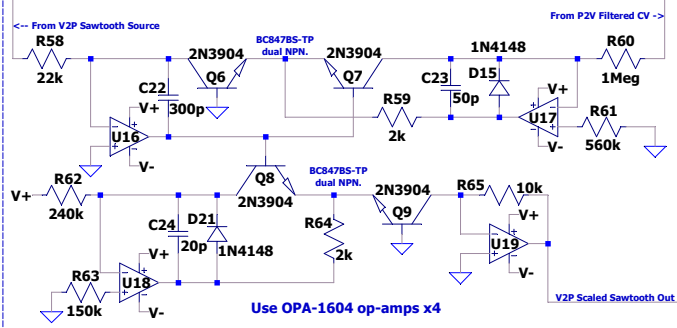 <-- From V2P Sawtooth Source
From P2V Filtered CV ->
R58
22k
BC847BS-TP
dual NPN.
2N3904
Q6
2N3904
Q7
1N4148
D15
R60
1Meg
C22
300p
C23
50p
V+
U16
V-
R59
2k
V+
U17
V-
R61
560k
V+
R62
240k
Q8
2N3904
BC847BS-TP
dual NPN.
2N3904
Q9
R65
10k
C24
20p
D21
1N4148
R64
2k
V+
U19
V-
R63
150k
V+
U18
V-
Use OPA-1604 op-amps x4
V2P Scaled Sawtooth Out